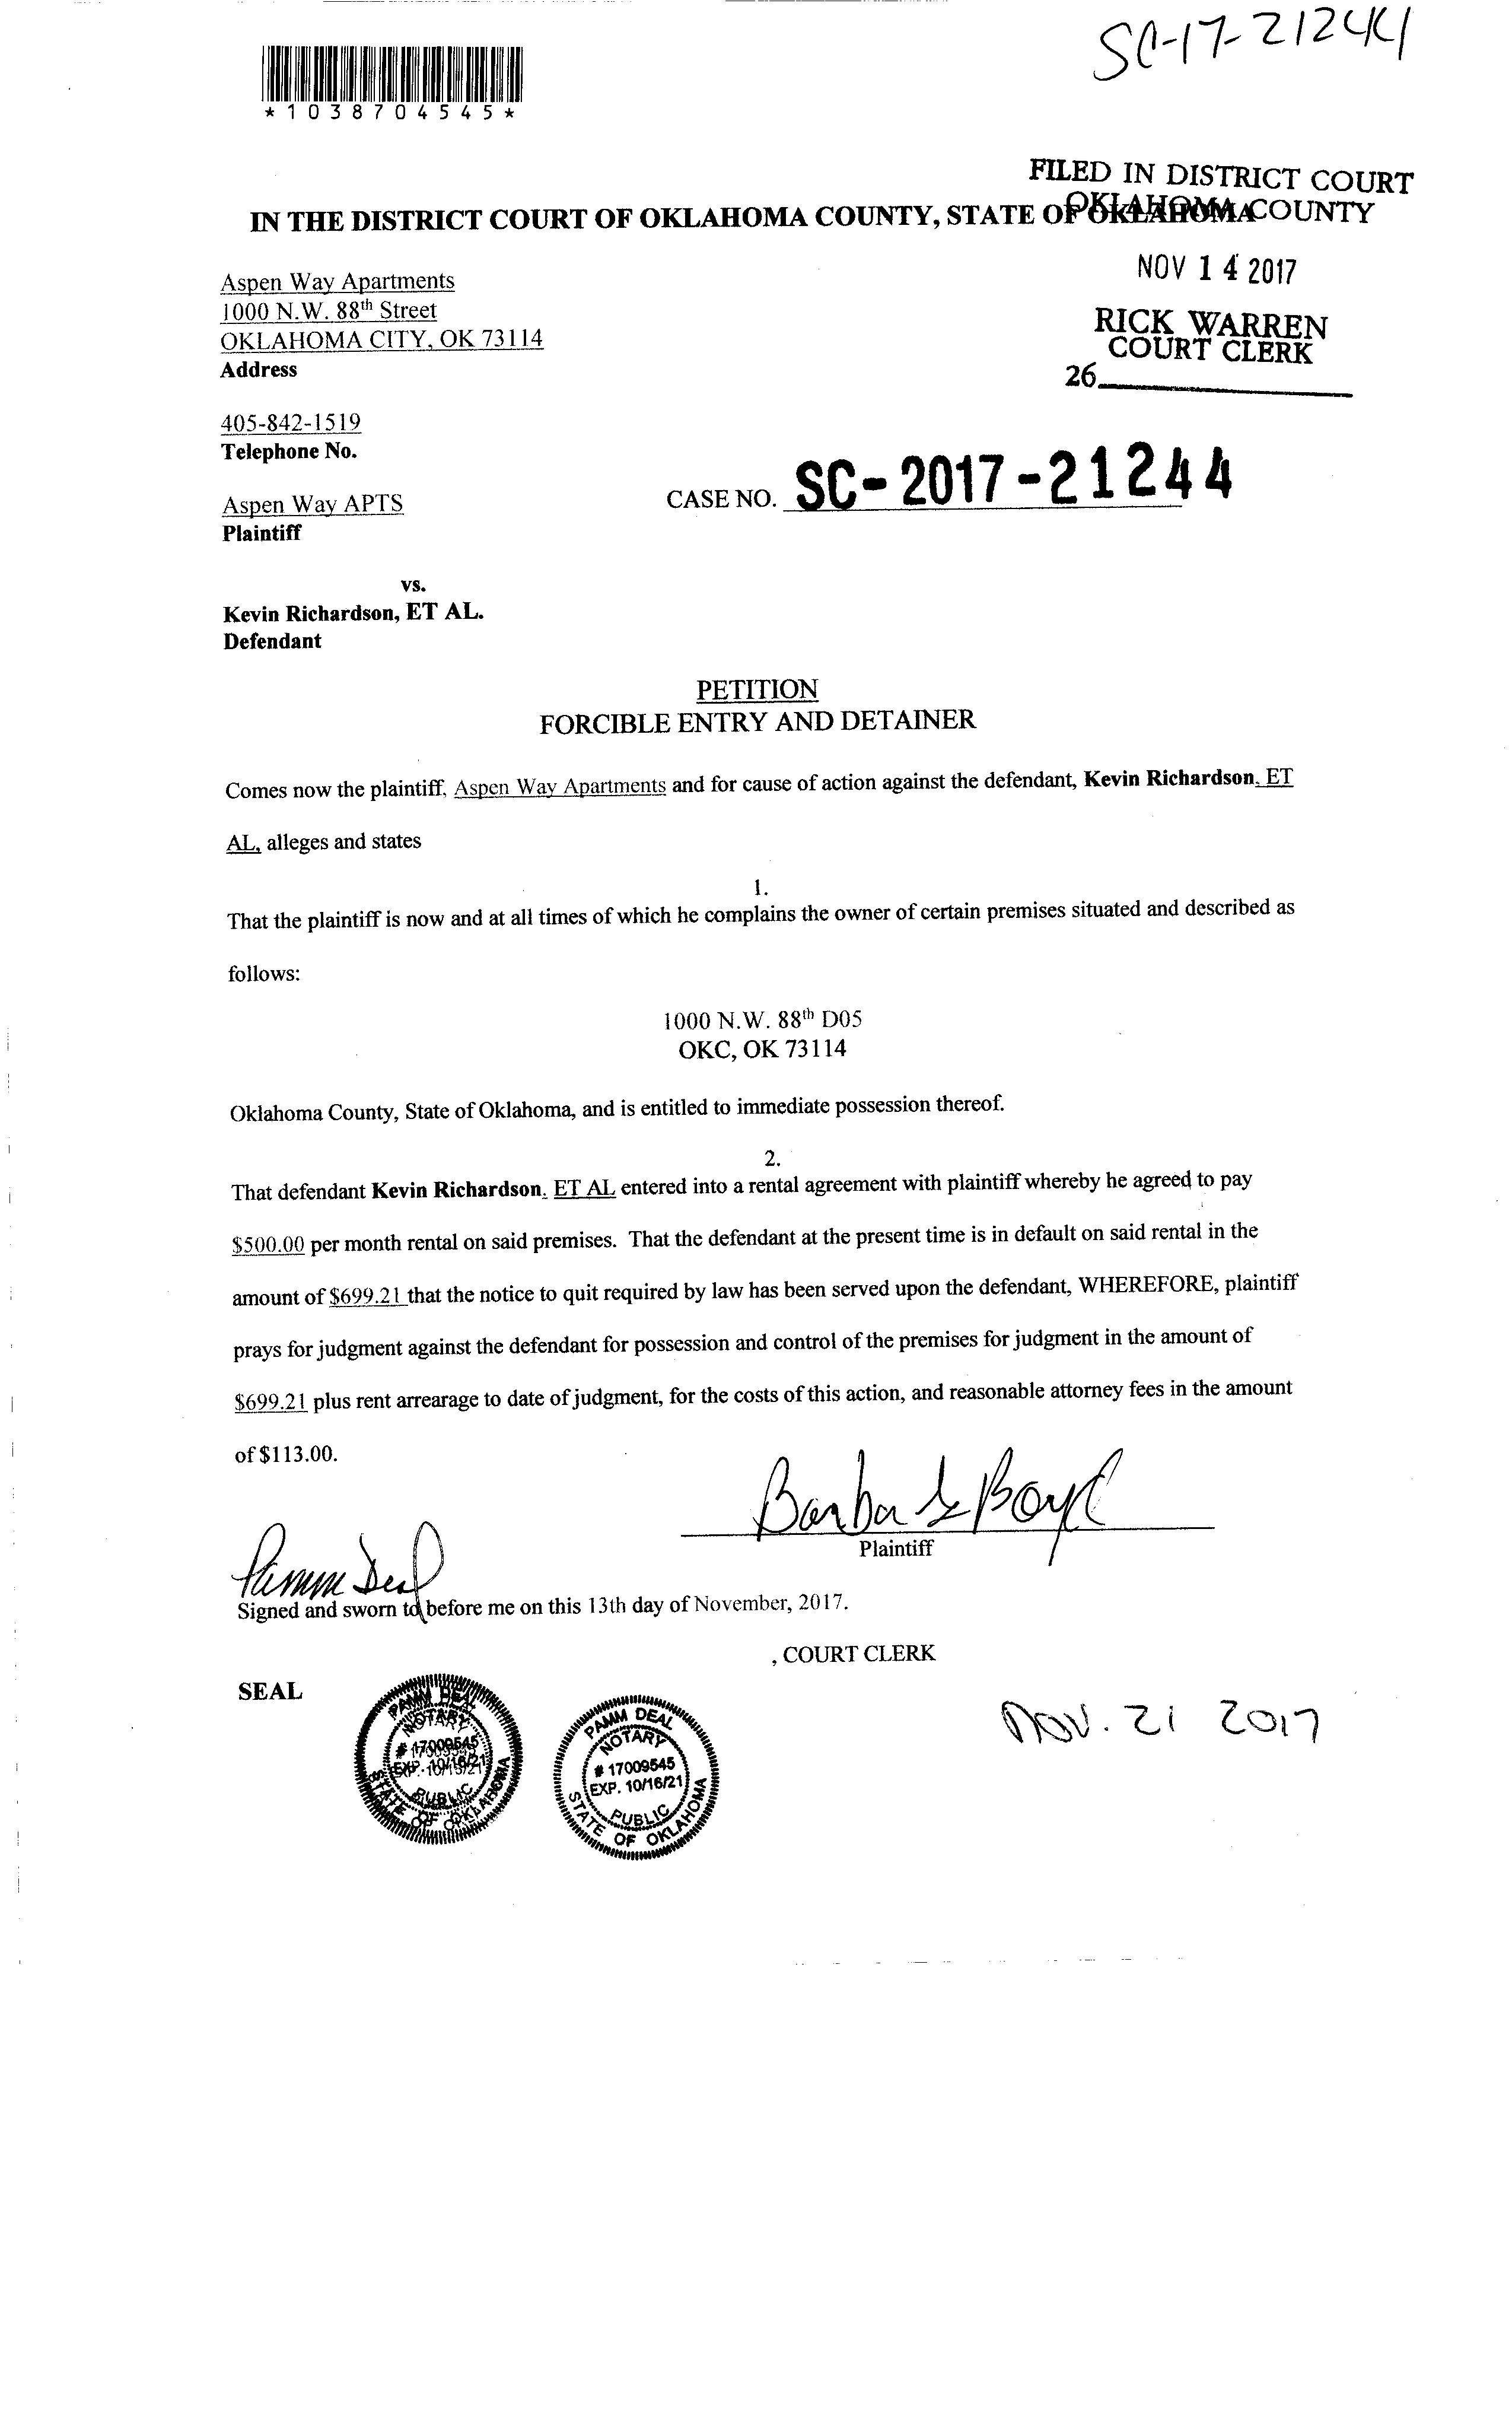 SC-17-21244
*1038704545*
FILED IN DISTRICT COURT
OKLAHOMA COUNTY
IN THE DISTRICT COURT OF OKLAHOMA COUNTY, STATE OF OKLAHOMA
NOV 14 2017
RICK WARREN
COURT CLERK
26
Aspen Way Apartments
1000 N.W. 88th Street
OKLAHOMA CITY, OK 73114
Address
405-842-1519
Telephone No.
CASE NO. SC-2017-21244
Aspen Way APTS
Plaintiff
vs.
Kevin Richardson, ET AL.
Defendant
PETITION
FORCIBLE ENTRY AND DETAINER
Comes now the plaintiff, Aspen Way Apartments and for cause of action against the defendant, Kevin Richardson, ET
AL, alleges and states
1.
That the plaintiff is now and at all times of which he complains the owner of certain premises situated and described as
follows:
1000 N.W. 88th D05
OKC, OK 73114
Oklahoma County, State of Oklahoma, and is entitled to immediate possession thereof.
2.
That defendant Kevin Richardson, ET AL entered into a rental agreement with plaintiff whereby he agreed to pay
$500.00 per month rental on said premises. That the defendant at the present time is in default on said rental in the
amount of $699.21 that the notice to quit required by law has been served upon the defendant, WHEREFORE, plaintiff
prays for judgment against the defendant for possession and control of the premises for judgment in the amount of
$699.21 plus rent arrearage to date of judgment, for the costs of this action, and reasonable attorney fees in the amount
of $113.00.
Barbara Boyd
Plaintiff
Pamm Deal
Signed and sworn to before me on this 13th day of November, 2017.
, COURT CLERK
SEAL
PAMM DEAL
NOTARY
# 17009545
EXP. 10/16/21
PUBLIC
STATE OF OKLAHOMA
PAMM DEAL
NOTARY
# 17009545
EXP. 10/16/21
PUBLIC
STATE OF OKLAHOMA
Nov. 21 2017